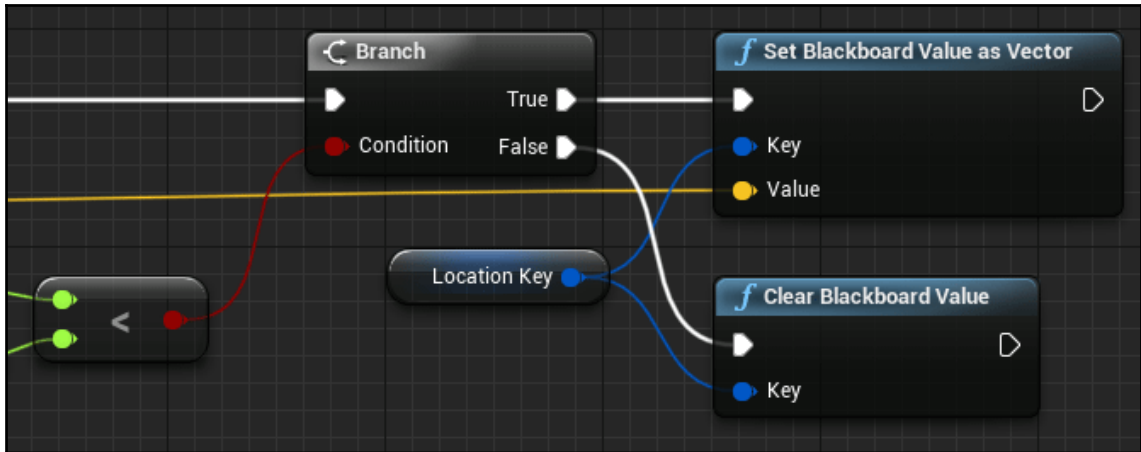 Branch
True
Condition
False
Set Blackboard Value as Vector
Key
Value
Location Key
<
Clear Blackboard Value
Key